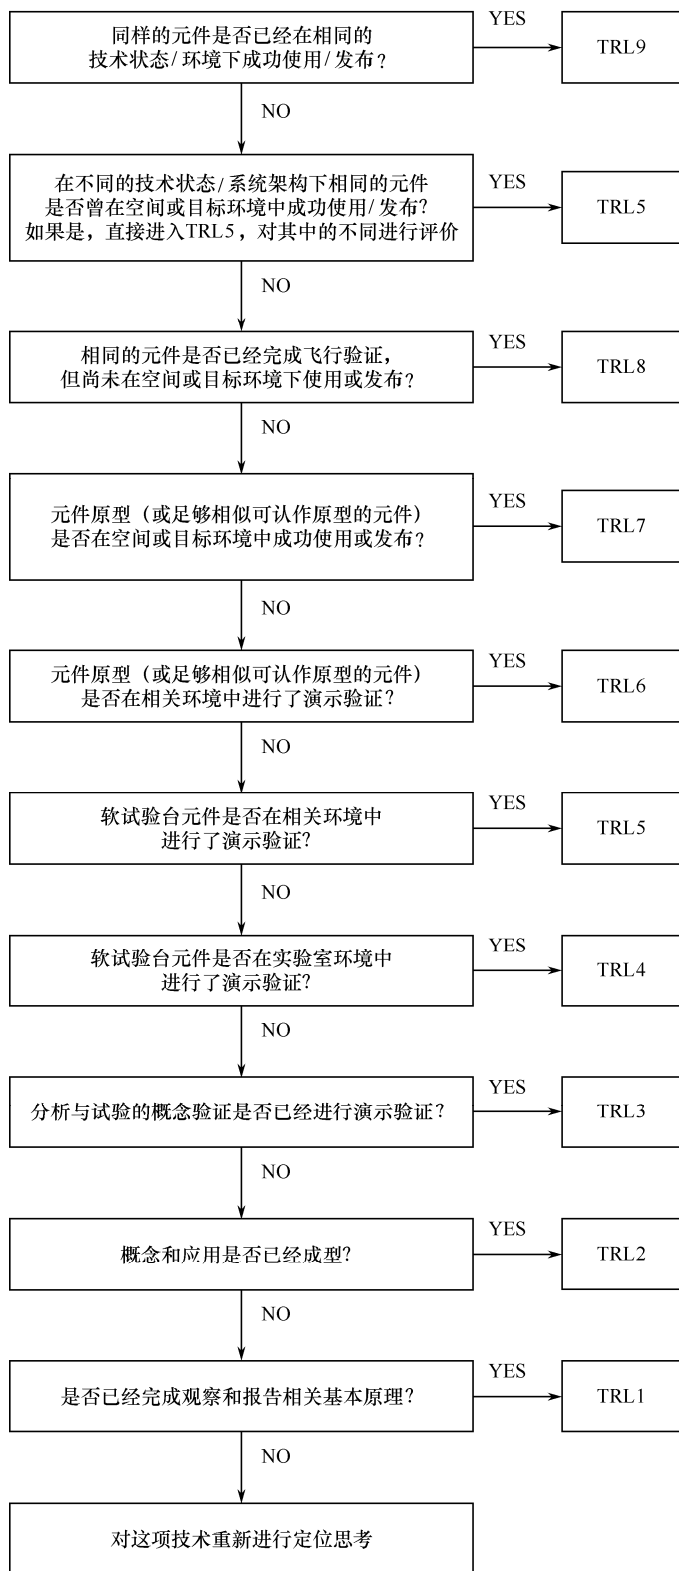 同样的元件是否已经在相同的
技术状态/环境下成功使用/发布?
YES
TRL9
NO
在不同的技术状态/系统架构下相同的元件
是否曾在空间或目标环境中成功使用/发布?
如果是，直接进入TRL5，对其中的不同进行评价
YES
TRL5
NO
相同的元件是否已经完成飞行验证，
但尚未在空间或目标环境下使用或发布?
YES
TRL8
NO
元件原型（或足够相似可认作原型的元件）
是否在空间或目标环境中成功使用或发布?
YES
TRL7
NO
元件原型（或足够相似可认作原型的元件）
是否在相关环境中进行了演示验证?
YES
TRL6
NO
软试验台元件是否在相关环境中
进行了演示验证?
YES
TRL5
NO
软试验台元件是否在实验室环境中
进行了演示验证?
YES
TRL4
NO
分析与试验的概念验证是否已经进行演示验证?
YES
TRL3
NO
概念和应用是否已经成型?
YES
TRL2
NO
是否已经完成观察和报告相关基本原理?
YES
TRL1
NO
对这项技术重新进行定位思考